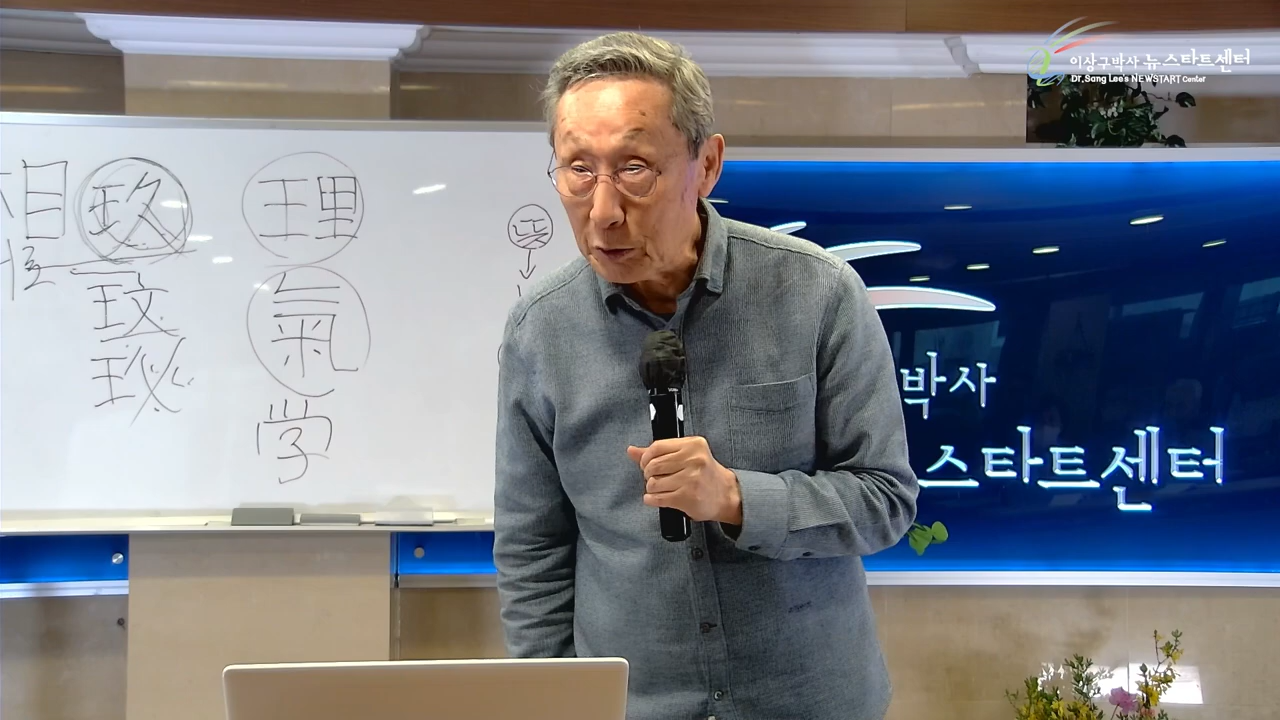 이상구박사 뉴스타트센터
Dr.Sang Lee's NEWSTART Center
相 玖 理
玟
氣
学
박사
스타트센터